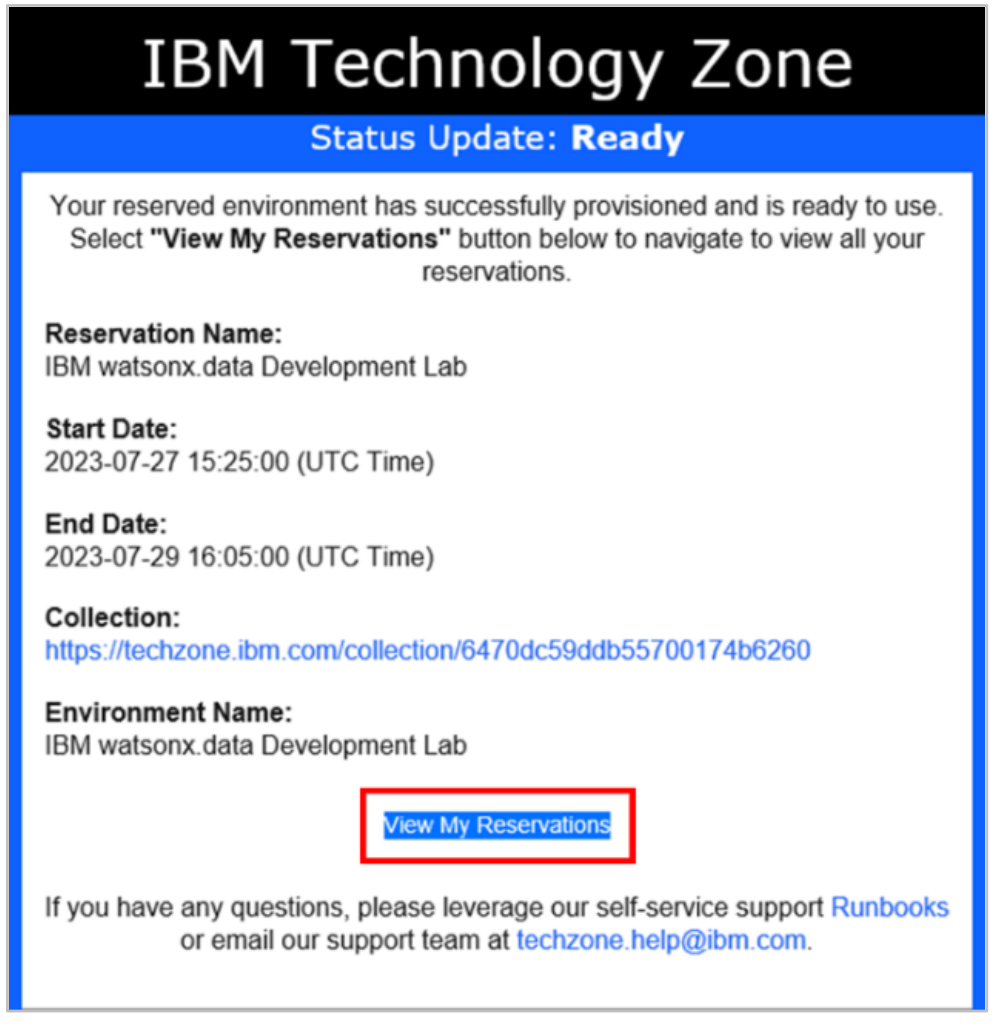 IBM Technology Zone
Status Update: Ready
Your reserved environment has successfully provisioned and is ready to use.
Select "View My Reservations" button below to navigate to view all your
reservations.
Reservation Name:
IBM watsonx.data Development Lab
Start Date:
2023-07-27 15:25:00 (UTC Time)
End Date:
2023-07-29 16:05:00 (UTC Time)
Collection:
https://techzone.ibm.com/collection/6470dc59ddb55700174b6260
Environment Name:
IBM watsonx.data Development Lab
View My Reservations
If you have any questions, please leverage our self-service support Runbooks
or email our support team at techzone.help@ibm.com.